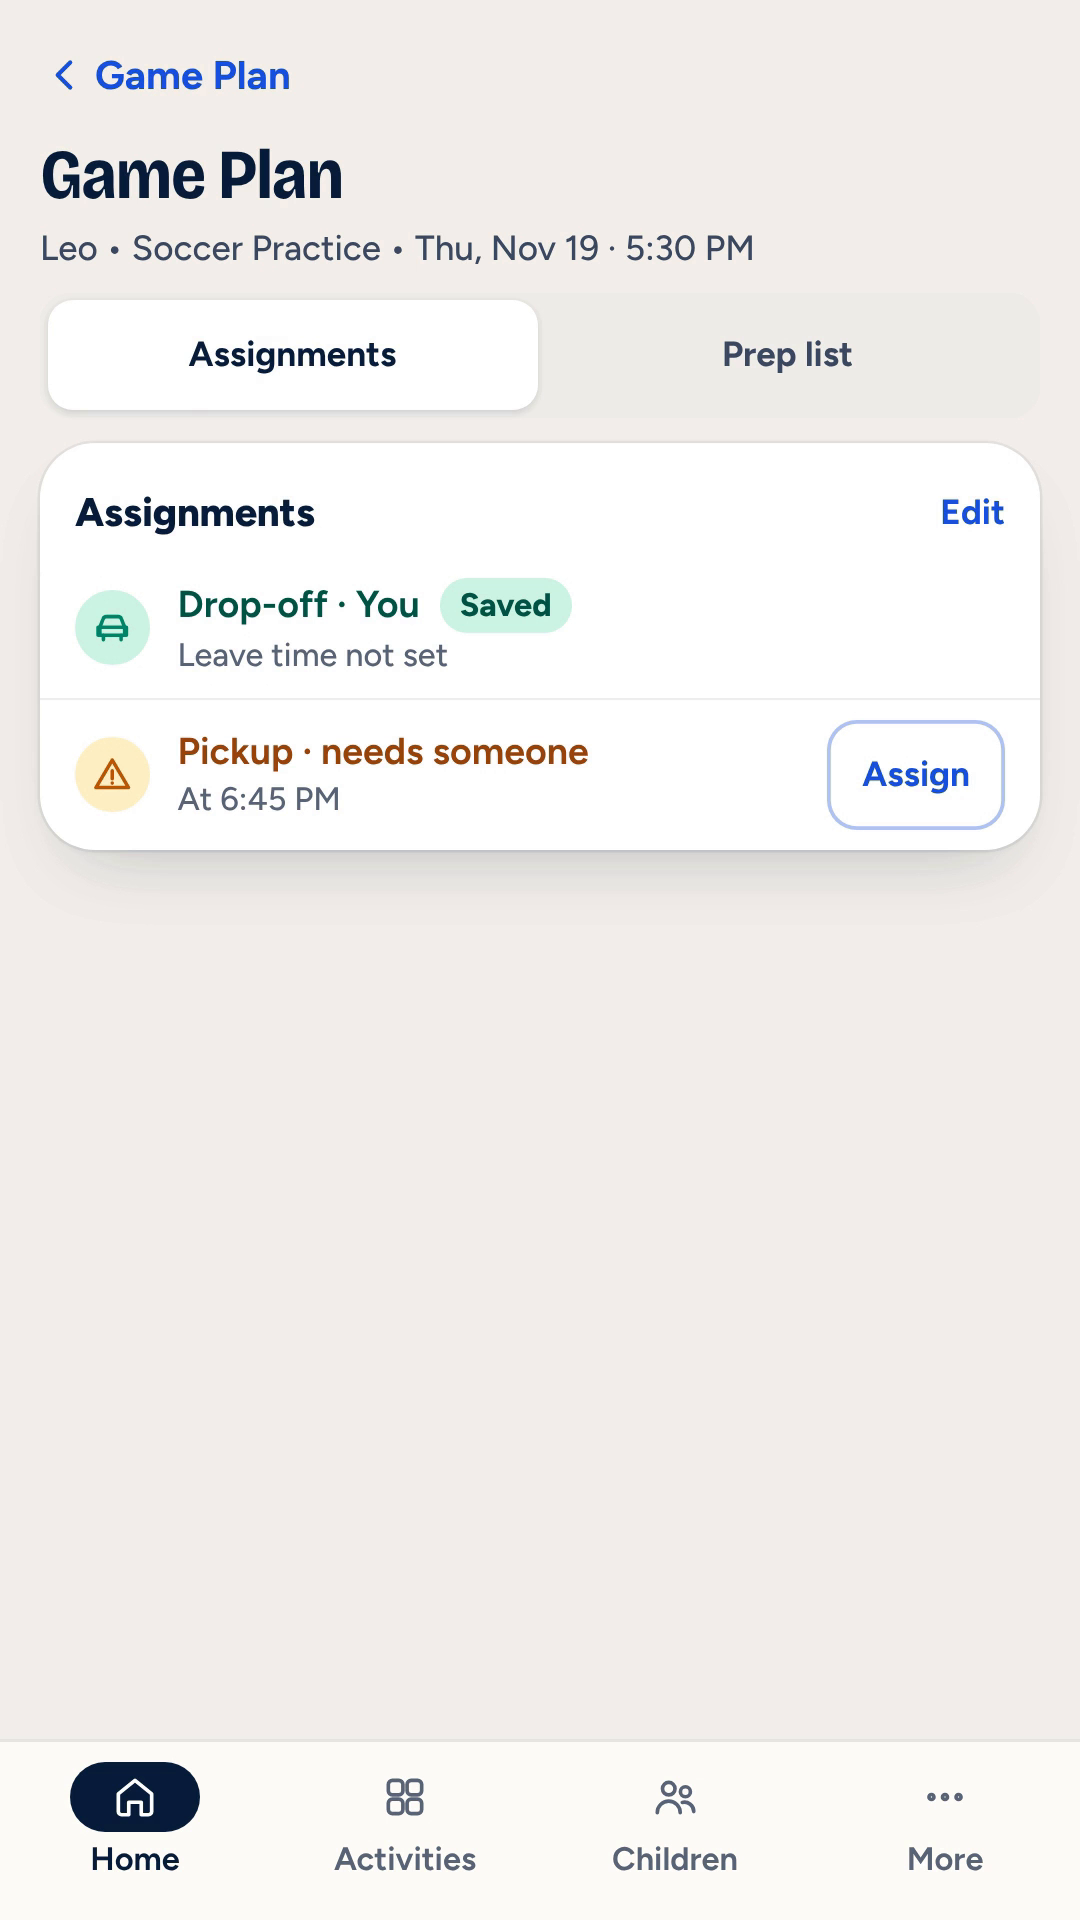 Game Plan
Game Plan
Leo • Soccer Practice • Thu, Nov 19 · 5:30 PM
Assignments
Prep list
Assignments
Edit
Drop-off · You
Saved
Leave time not set
Pickup · needs someone
At 6:45 PM
Assign
Home
Activities
Children
More